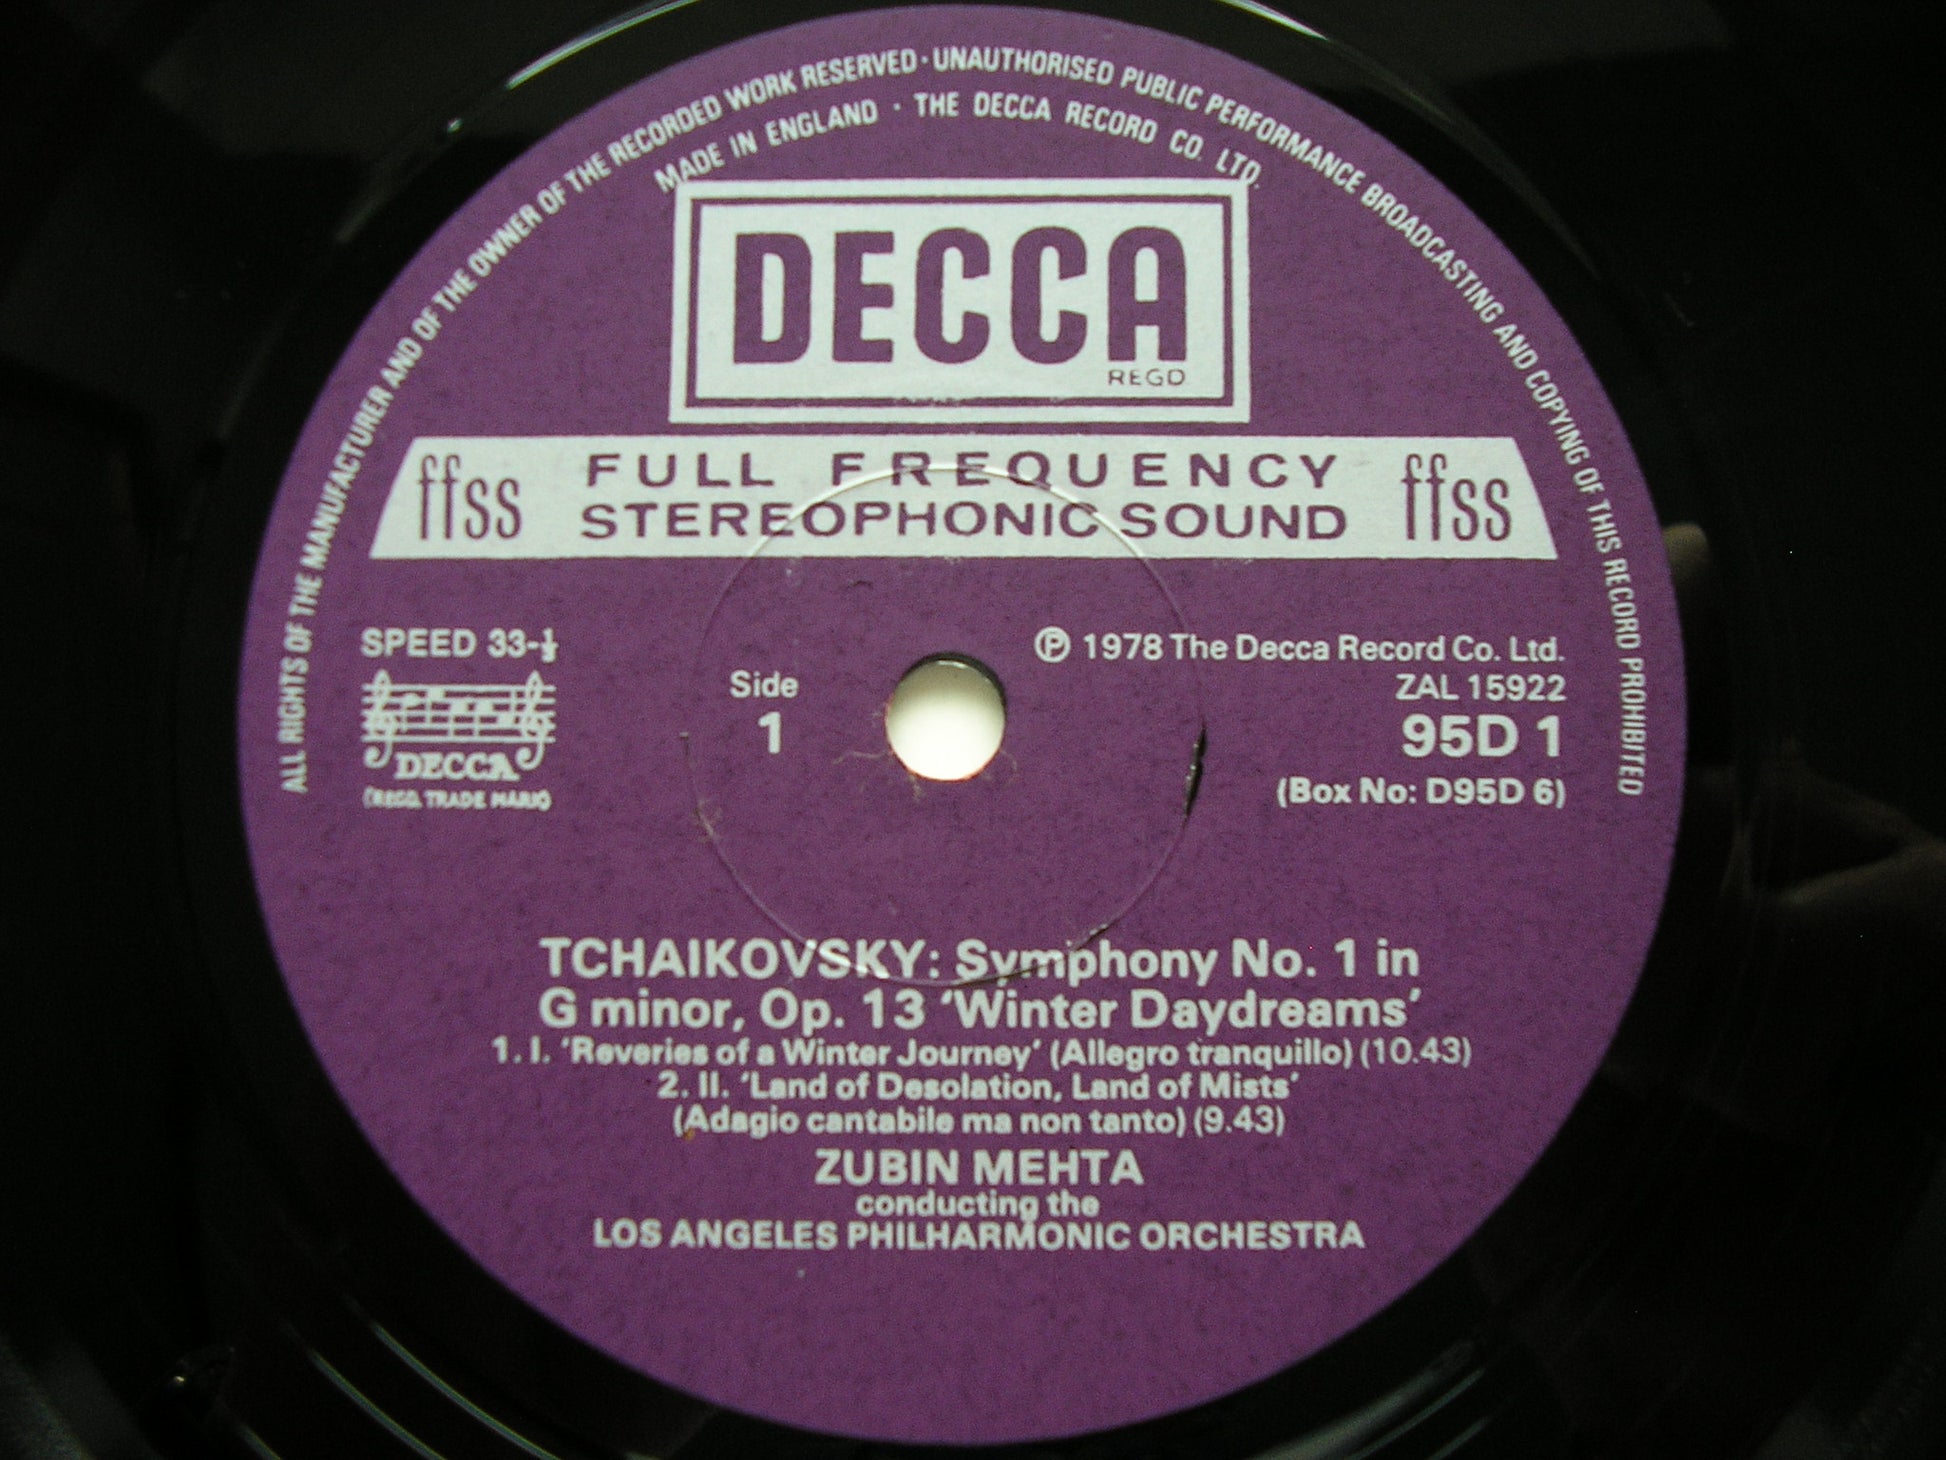 ALL RIGHTS OF THE MANUFACTURER AND OF THE OWNER OF THE RECORDED WORK RESERVED · UNAUTHORISED PUBLIC PERFORMANCE BROADCASTING AND COPYING OF THIS RECORD PROHIBITED
MADE IN ENGLAND · THE DECCA RECORD CO. LTD.
DECCA
REGD
ffss FULL FREQUENCY ffss
STEREOPHONIC SOUND
SPEED 33-⅓
DECCA
(REGD. TRADE MARK)
Side
1
℗ 1978 The Decca Record Co. Ltd.
ZAL 15922
95D 1
(Box No: D95D 6)
TCHAIKOVSKY: Symphony No. 1 in
G minor, Op. 13 'Winter Daydreams'
1. I. 'Reveries of a Winter Journey' (Allegro tranquillo) (10.43)
2. II. 'Land of Desolation, Land of Mists'
(Adagio cantabile ma non tanto) (9.43)
ZUBIN MEHTA
conducting the
LOS ANGELES PHILHARMONIC ORCHESTRA